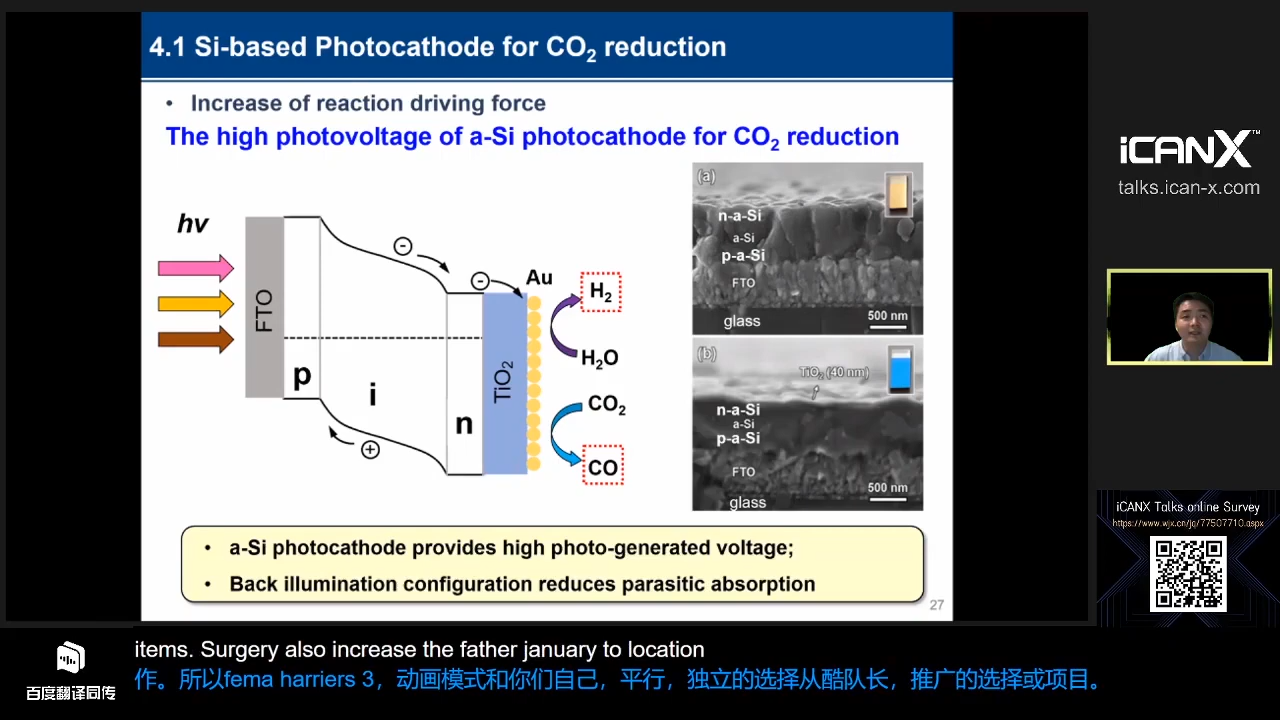 4.1 Si-based Photocathode for CO₂ reduction
• Increase of reaction driving force
The high photovoltage of a-Si photocathode for CO₂ reduction
hv
FTO
p
i
n
TiO₂
Au
H₂
H₂O
CO₂
CO
(a)
n-a-Si
a-Si
p-a-Si
FTO
glass
500 nm
(b)
TiO₂ (40 nm)
n-a-Si
a-Si
p-a-Si
FTO
glass
500 nm
• a-Si photocathode provides high photo-generated voltage;
• Back illumination configuration reduces parasitic absorption
27
iCANX™
talks.ican-x.com
iCANX Talks online Survey
https://www.wjx.cn/jq/77507710.aspx
items. Surgery also increase the father january to location
作。所以fema harriers 3，动画模式和你们自己，平行，独立的选择从酷队长，推广的选择或项目。
百度翻译同传